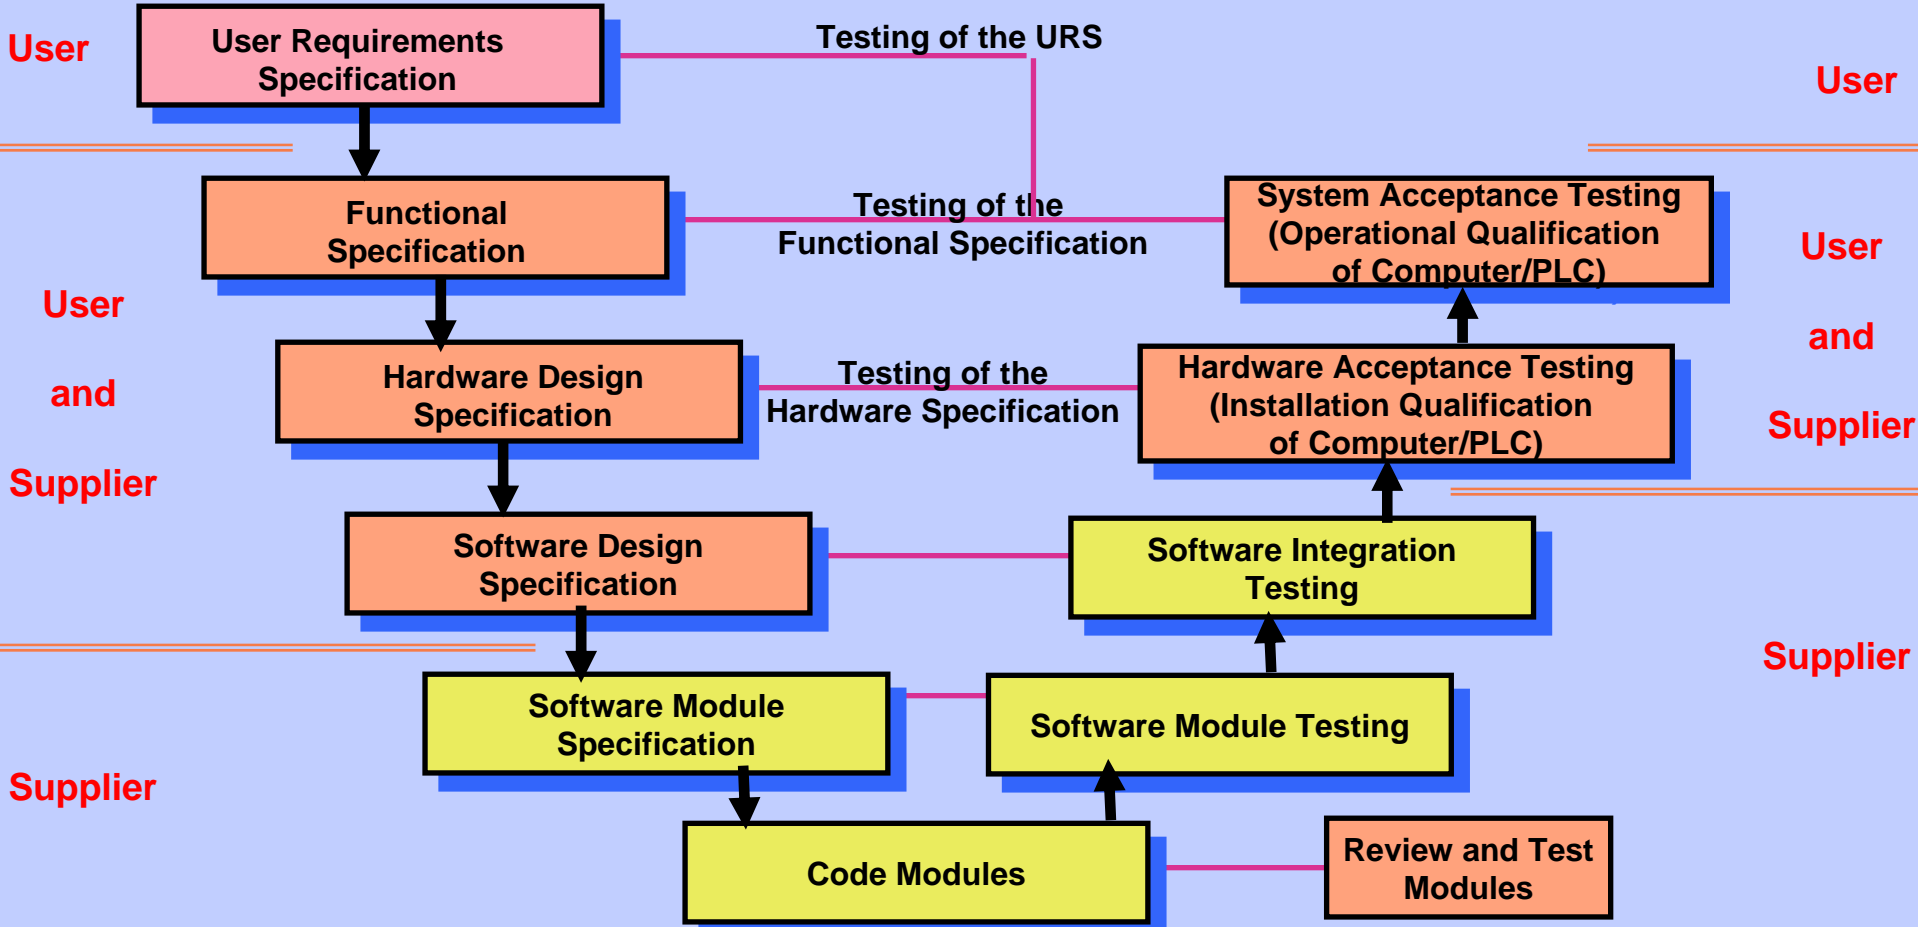 User
User Requirements
Specification
Testing of the URS
User
Functional
Specification
Testing of the
Functional Specification
System Acceptance Testing
(Operational Qualification
of Computer/PLC)
User
and
Supplier
User
and
Supplier
Hardware Design
Specification
Testing of the
Hardware Specification
Hardware Acceptance Testing
(Installation Qualification
of Computer/PLC)
Software Design
Specification
Software Integration
Testing
Supplier
Software Module
Specification
Software Module Testing
Supplier
Code Modules
Review and Test
Modules